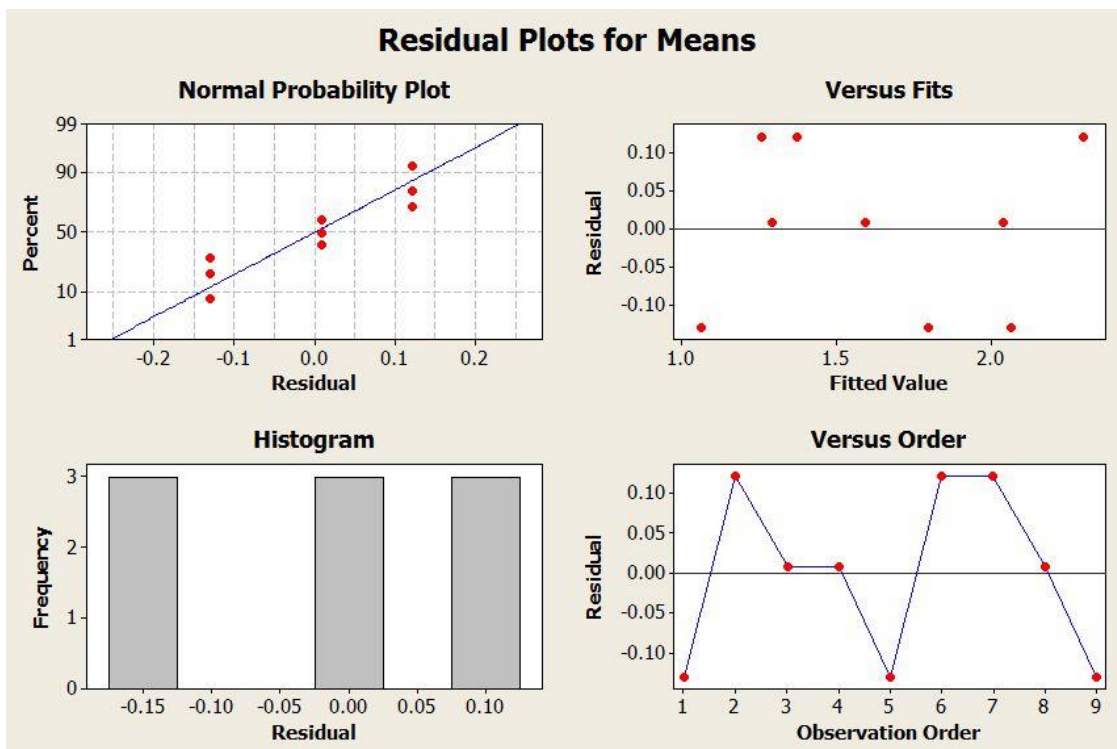 Residual Plots for Means
Normal Probability Plot
99
90
50
10
1
Percent
-0.2 -0.1 0.0 0.1 0.2
Residual
Versus Fits
0.10
0.05
0.00
-0.05
-0.10
Residual
1.0 1.5 2.0
Fitted Value
Histogram
3
2
1
0
Frequency
-0.15 -0.10 -0.05 0.00 0.05 0.10
Residual
Versus Order
0.10
0.05
0.00
-0.05
-0.10
Residual
1 2 3 4 5 6 7 8 9
Observation Order